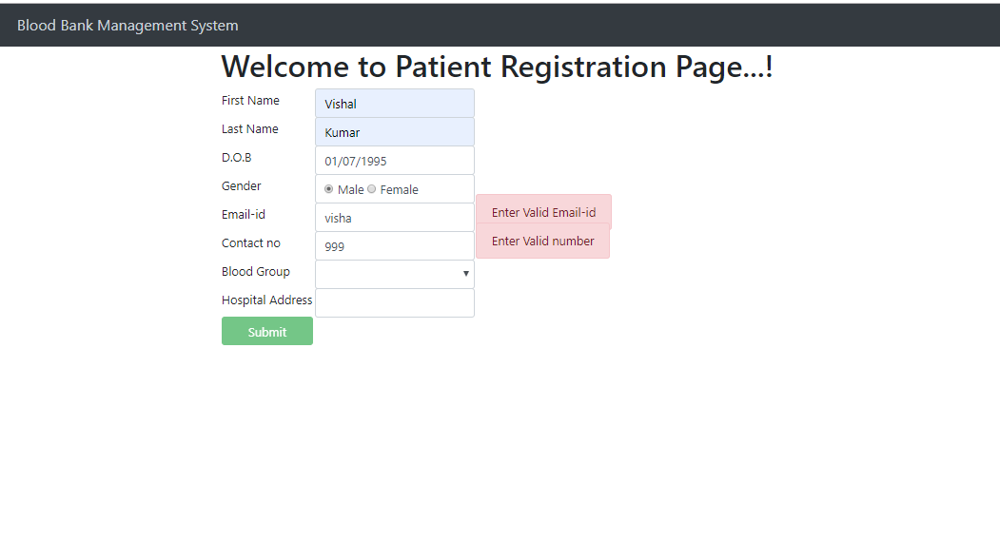 Blood Bank Management System
Welcome to Patient Registration Page...!
First Name Vishal
Last Name Kumar
D.O.B 01/07/1995
Gender Male Female
Email-id visha Enter Valid Email-id
Contact no 999 Enter Valid number
Blood Group
Hospital Address
Submit